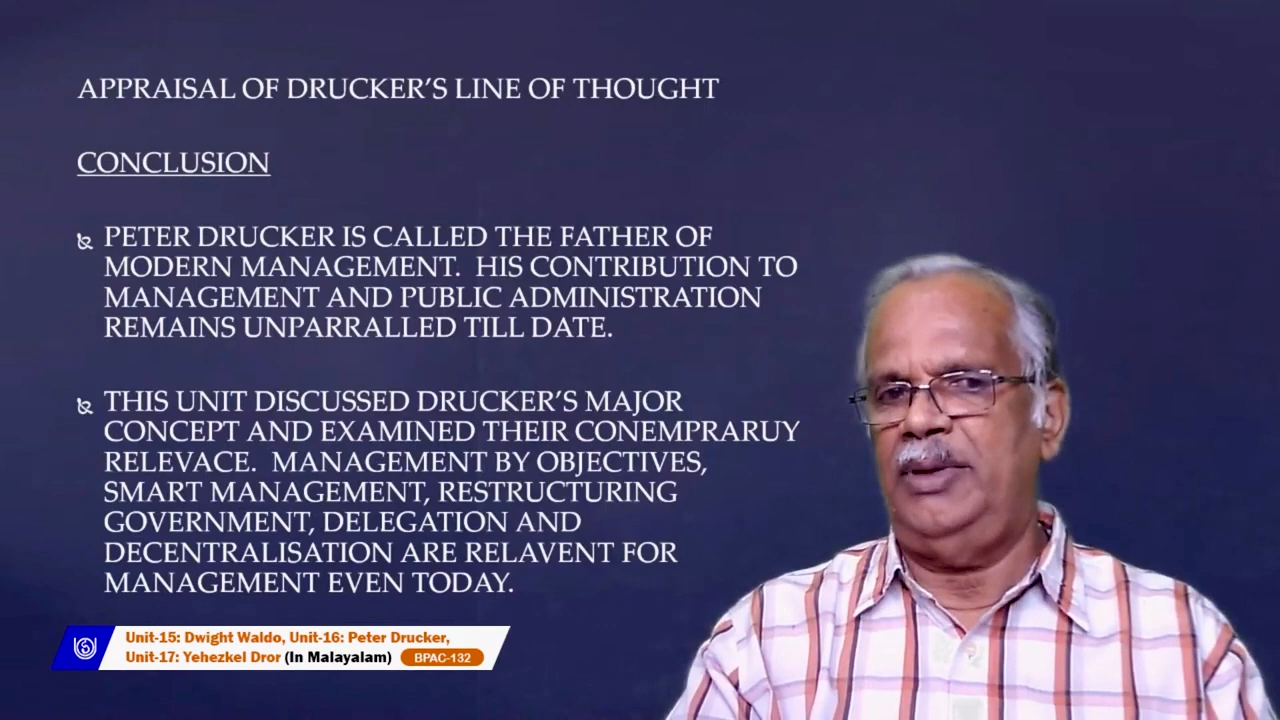 APPRAISAL OF DRUCKER'S LINE OF THOUGHT
CONCLUSION
PETER DRUCKER IS CALLED THE FATHER OF
MODERN MANAGEMENT. HIS CONTRIBUTION TO
MANAGEMENT AND PUBLIC ADMINISTRATION
REMAINS UNPARRALLED TILL DATE.
THIS UNIT DISCUSSED DRUCKER'S MAJOR
CONCEPT AND EXAMINED THEIR CONEMPRARUY
RELEVACE. MANAGEMENT BY OBJECTIVES,
SMART MANAGEMENT, RESTRUCTURING
GOVERNMENT, DELEGATION AND
DECENTRALISATION ARE RELAVENT FOR
MANAGEMENT EVEN TODAY.
Unit-15: Dwight Waldo, Unit-16: Peter Drucker,
Unit-17: Yehezkel Dror (In Malayalam) BPAC-132